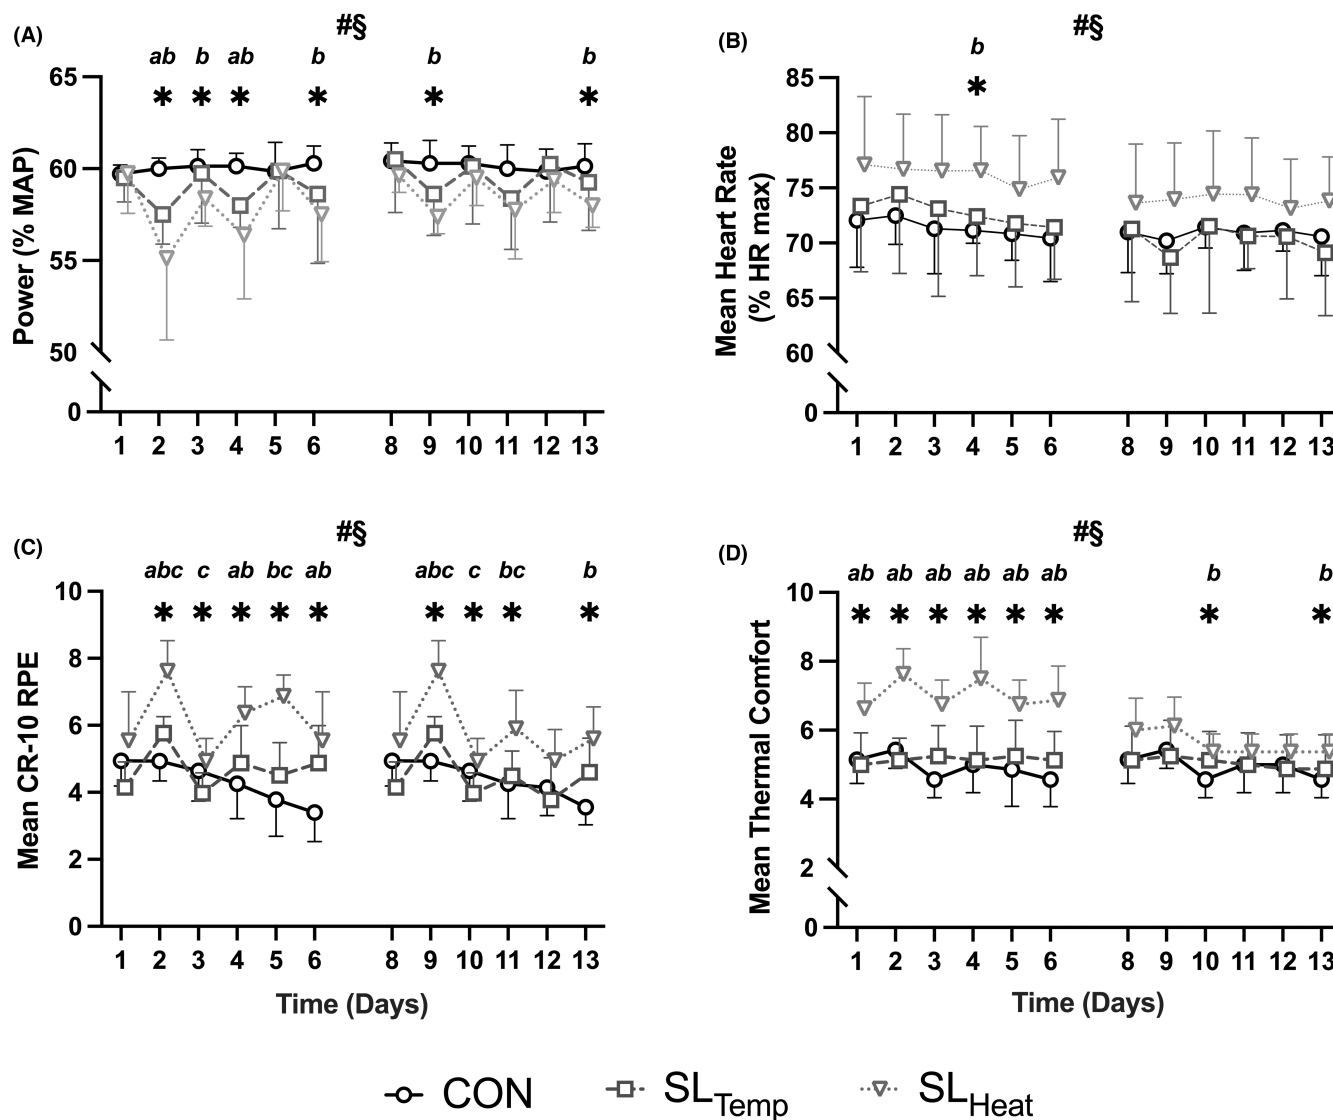 (A)
#§
ab b ab b b b
* * * * * *
65
60
55
50
0
Power (% MAP)
1 2 3 4 5 6 8 9 10 11 12 13
(B)
#§
b
*
85
80
75
70
65
60
0
Mean Heart Rate
(% HR max)
1 2 3 4 5 6 8 9 10 11 12 13
(C)
#§
abc c ab bc ab abc c bc b
* * * * * * * * *
10
8
6
4
2
0
Mean CR-10 RPE
1 2 3 4 5 6 8 9 10 11 12 13
Time (Days)
(D)
#§
ab ab ab ab ab ab b b
* * * * * * * *
10
8
6
4
2
0
Mean Thermal Comfort
1 2 3 4 5 6 8 9 10 11 12 13
Time (Days)
CON SLTemp SLHeat